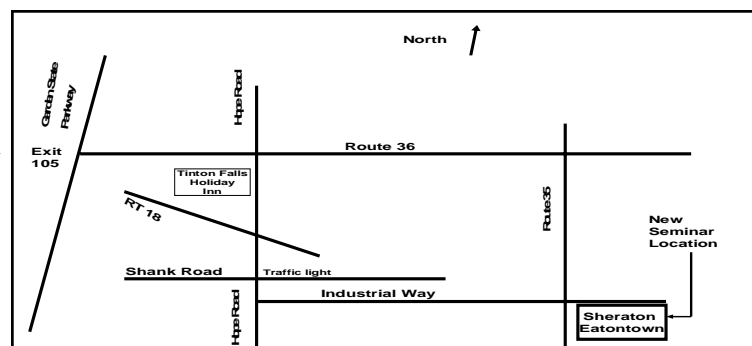 North
Garden State
Parkway
Hope Road
Exit
105
Route 36
Tinton Falls
Holiday
Inn
RT 18
Route 35
New
Seminar
Location
Shank Road
Traffic light
Industrial Way
Hope Road
Sheraton
Eatontown